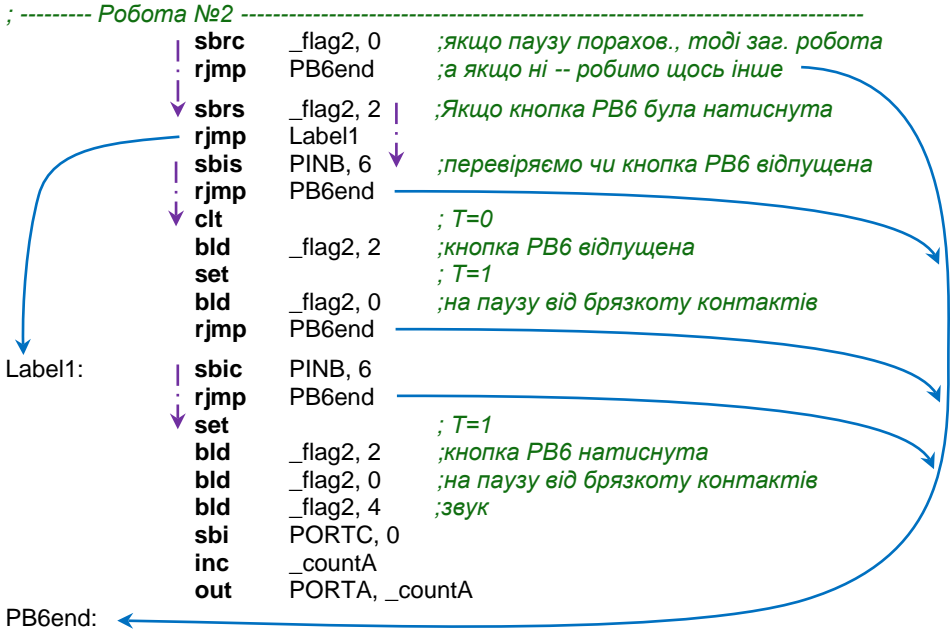 ; --------- Робота №2 --------------------------------------------------------------------------
sbrc _flag2, 0 ;якщо паузу порахов., тоді заг. робота
rjmp PB6end ;а якщо ні -- робимо щось інше
sbrs _flag2, 2 ;Якщо кнопка PB6 була натиснута
rjmp Label1
sbis PINB, 6 ;перевіряємо чи кнопка PB6 відпущена
rjmp PB6end
clt ; T=0
bld _flag2, 2 ;кнопка PB6 відпущена
set ; T=1
bld _flag2, 0 ;на паузу від брязкоту контактів
rjmp PB6end
Label1: sbic PINB, 6
rjmp PB6end
set ; T=1
bld _flag2, 2 ;кнопка PB6 натиснута
bld _flag2, 0 ;на паузу від брязкоту контактів
bld _flag2, 4 ;звук
sbi PORTC, 0
inc _countA
out PORTA, _countA
PB6end: